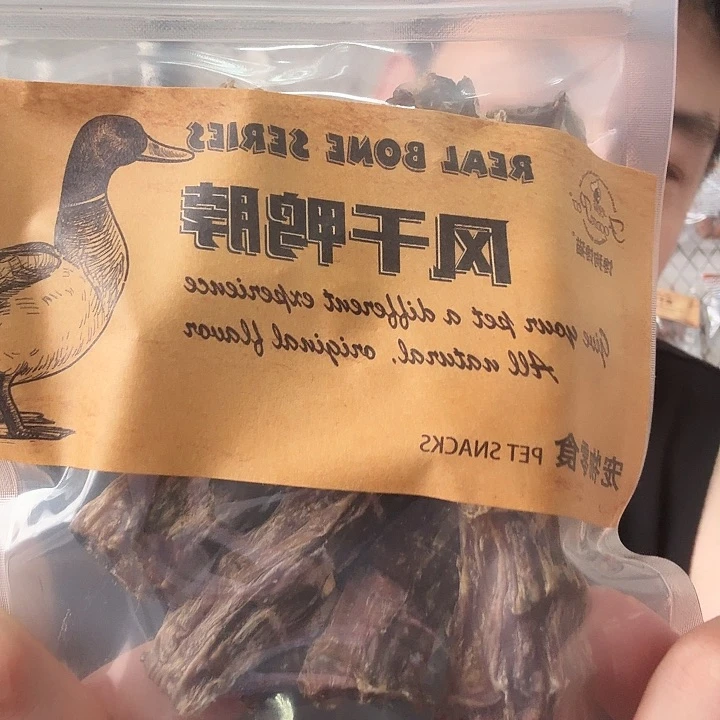 REAL BONE SERIES
风干鸭脖
Give your pet a different experience
All natural, original flavor
宠物零食 PET SNACKS